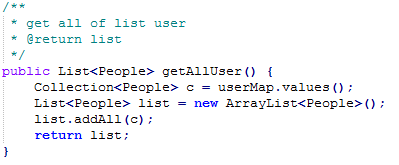 /**
 * get all of list user
 * @return list
 */
public List<People> getAllUser() {
    Collection<People> c = userMap.values();
    List<People> list = new ArrayList<People>();
    list.addAll(c);
    return list;
}